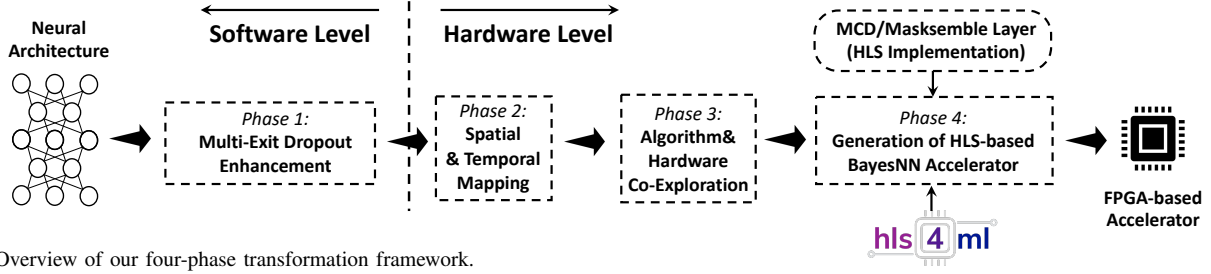 Neural
Architecture
Software Level
Hardware Level
MCD/Masksemble Layer
(HLS Implementation)
Phase 1:
Multi-Exit Dropout
Enhancement
Phase 2:
Spatial
& Temporal
Mapping
Phase 3:
Algorithm&
Hardware
Co-Exploration
Phase 4:
Generation of HLS-based
BayesNN Accelerator
FPGA-based
Accelerator
hls 4 ml
Overview of our four-phase transformation framework.